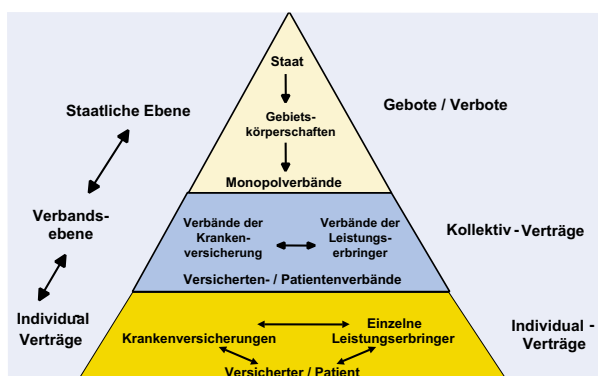 Staat
Staatliche Ebene
Gebote / Verbote
Gebiets-
körperschaften
Monopolverbände
Verbands-
ebene
Verbände der
Kranken-
versicherung
Verbände der
Leistungs-
erbringer
Kollektiv - Verträge
Versicherten- / Patientenverbände
Individual-
Verträge
Krankenversicherungen
Einzelne
Leistungserbringer
Individual -
Verträge
Versicherter / Patient